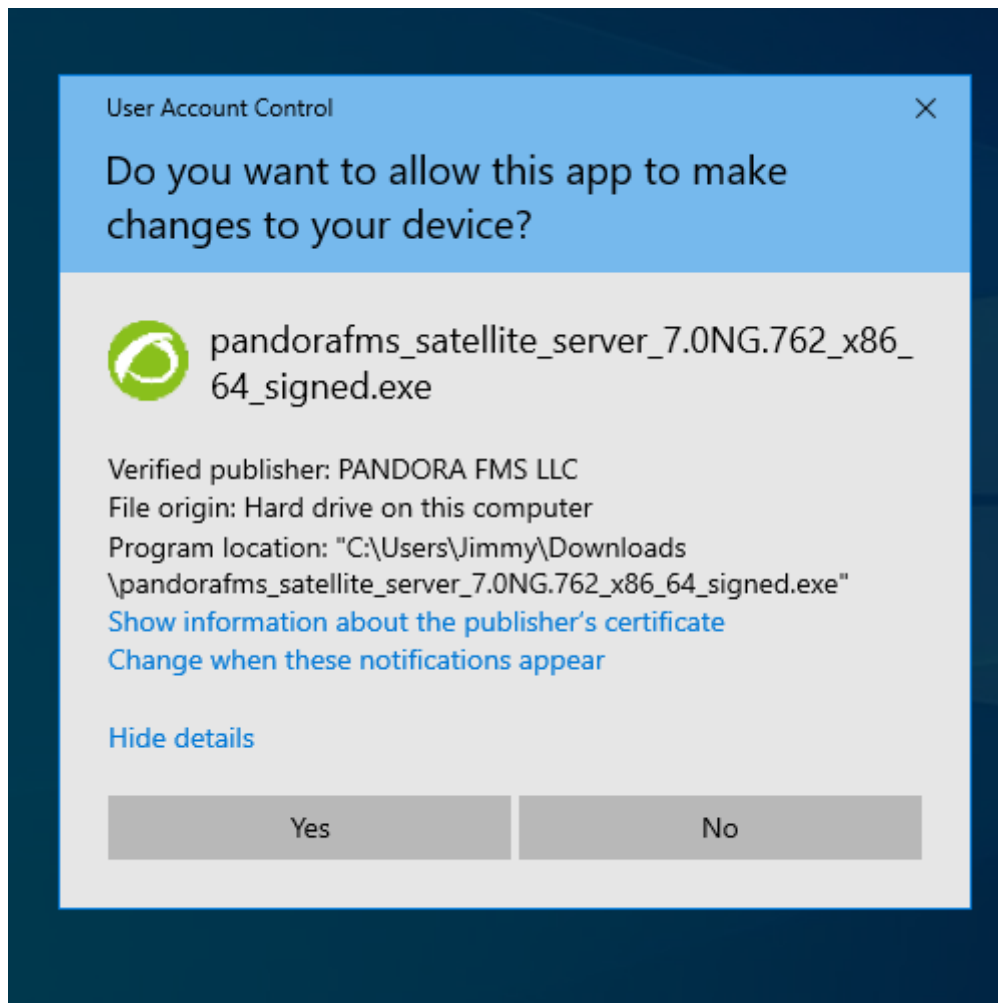 User Account Control
Do you want to allow this app to make
changes to your device?
pandorafms_satellite_server_7.0NG.762_x86_
64_signed.exe
Verified publisher: PANDORA FMS LLC
File origin: Hard drive on this computer
Program location: "C:\Users\Jimmy\Downloads
\pandorafms_satellite_server_7.0NG.762_x86_64_signed.exe"
Show information about the publisher’s certificate
Change when these notifications appear
Hide details
Yes
No